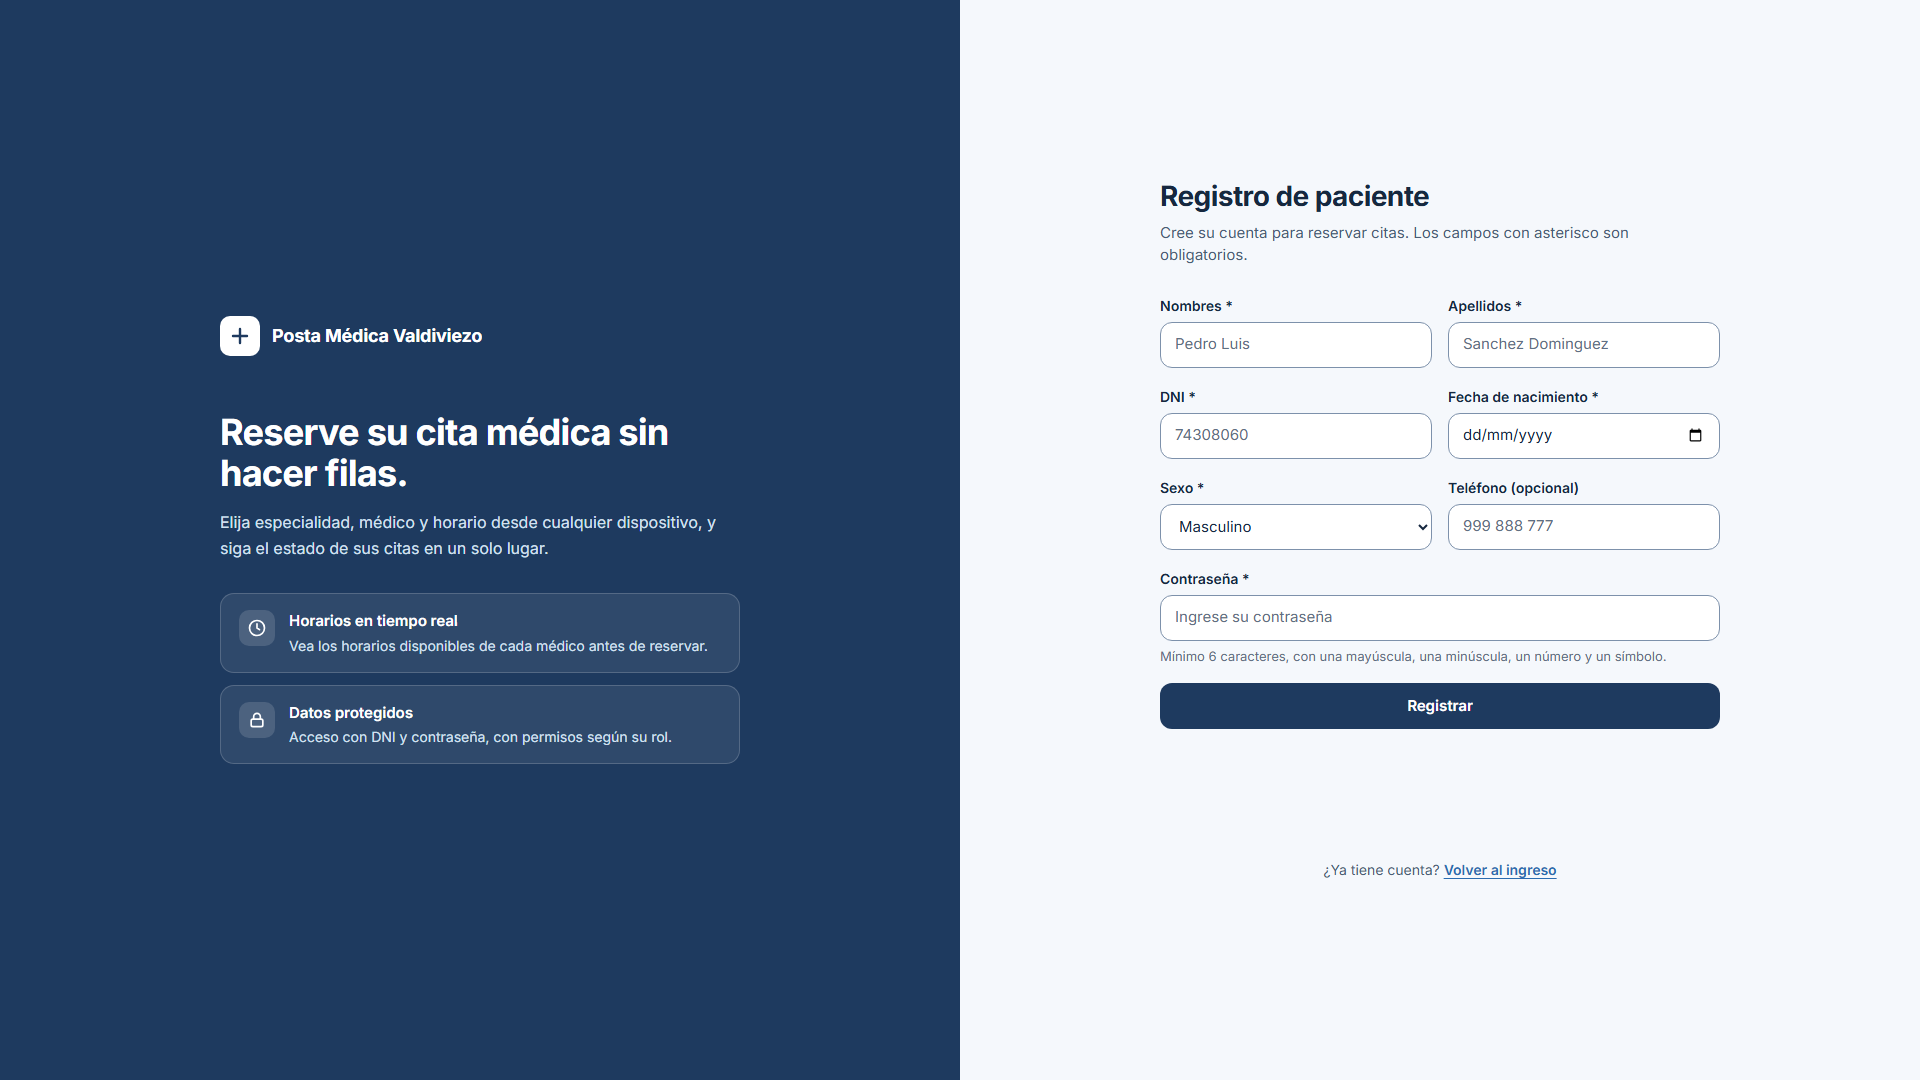 Posta Médica Valdiviezo
Reserve su cita médica sin
hacer filas.
Elija especialidad, médico y horario desde cualquier dispositivo, y
siga el estado de sus citas en un solo lugar.
Horarios en tiempo real
Vea los horarios disponibles de cada médico antes de reservar.
Datos protegidos
Acceso con DNI y contraseña, con permisos según su rol.
Registro de paciente
Cree su cuenta para reservar citas. Los campos con asterisco son
obligatorios.
Nombres *
Pedro Luis
Apellidos *
Sanchez Dominguez
DNI *
74308060
Fecha de nacimiento *
dd/mm/yyyy
Sexo *
Masculino
Teléfono (opcional)
999 888 777
Contraseña *
Ingrese su contraseña
Mínimo 6 caracteres, con una mayúscula, una minúscula, un número y un símbolo.
Registrar
¿Ya tiene cuenta? Volver al ingreso